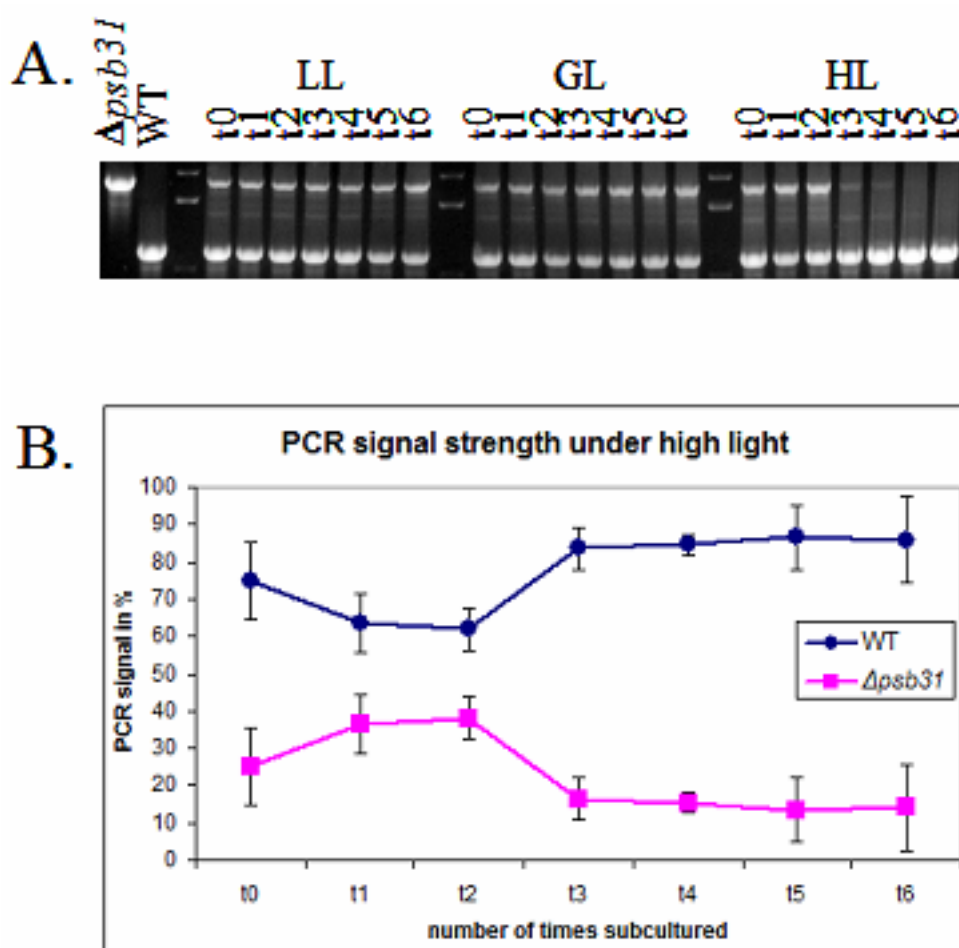 A.
Δpsb31
WT
LL
t0 t1 t2 t3 t4 t5 t6
GL
t0 t1 t2 t3 t4 t5 t6
HL
t0 t1 t2 t3 t4 t5 t6
B.
PCR signal strength under high light
PCR signal in %
100
90
80
70
60
50
40
30
20
10
0
WT
Δpsb31
t0 t1 t2 t3 t4 t5 t6
number of times subcultured